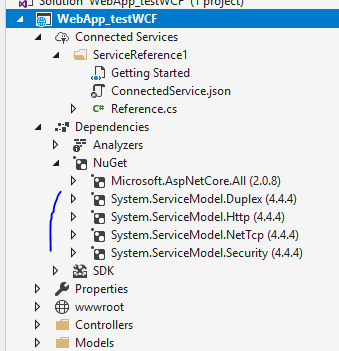 Solution 'WebApp_testWCF' (1 project)
WebApp_testWCF
Connected Services
ServiceReference1
Getting Started
ConnectedService.json
C# Reference.cs
Dependencies
Analyzers
NuGet
Microsoft.AspNetCore.All (2.0.8)
System.ServiceModel.Duplex (4.4.4)
System.ServiceModel.Http (4.4.4)
System.ServiceModel.NetTcp (4.4.4)
System.ServiceModel.Security (4.4.4)
SDK
Properties
wwwroot
Controllers
Models